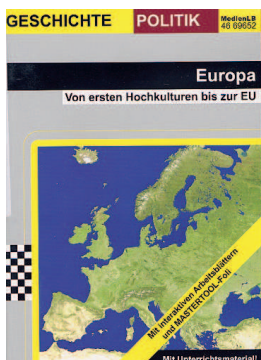 GESCHICHTE POLITIK MedienLB
46 69652
Europa
Von ersten Hochkulturen bis zur EU
Mit interaktiven Arbeitsblättern
und MASTERTOOL-Foli
Mit Unterrichtsmaterial!